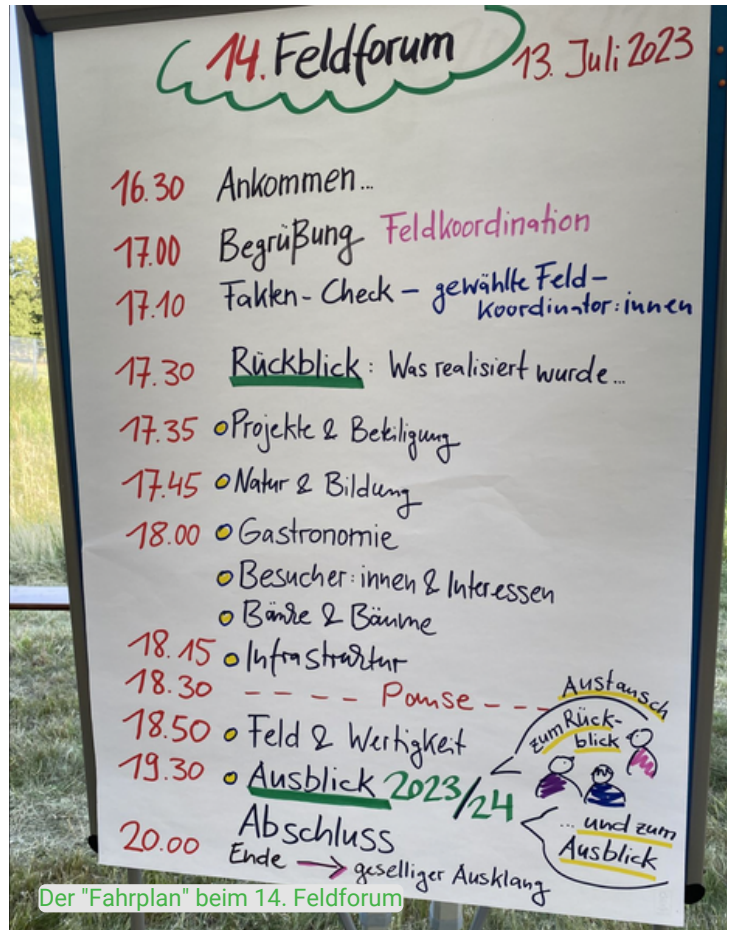 14. Feldforum
13. Juli 2023
16.30 Ankommen...
17.00 Begrüßung Feldkoordination
17.10 Fakten-Check - gewählte Feld-
koordinator:innen
17.30 Rückblick: Was realisiert wurde...
17.35 Projekte & Beteiligung
17.45 Natur & Bildung
18.00 Gastronomie
Besucher:innen & Interessen
Bänke & Bäume
18.15 Infrastruktur
18.30 ---- Pause ---
18.50 Feld & Wertigkeit
19.30 Ausblick 2023/24
Austausch
zum Rück-
blick
... und zum
Ausblick
20.00 Abschluss
Ende → geselliger Ausklang
Der "Fahrplan" beim 14. Feldforum